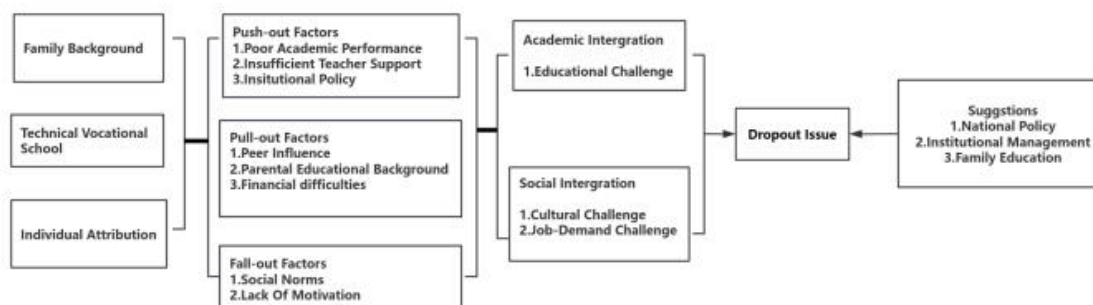 Family Background
Technical Vocational
School
Individual Attribution
Push-out Factors
1.Poor Academic Performance
2.Insufficient Teacher Support
3.Insitutional Policy
Pull-out Factors
1.Peer Influence
2.Parental Educational Background
3.Financial difficulties
Fall-out Factors
1.Social Norms
2.Lack Of Motivation
Academic Intergration
1.Educational Challenge
Social Intergration
1.Cultural Challenge
2.Job-Demand Challenge
Dropout Issue
Suggstions
1.National Policy
2.Institutional Management
3.Family Education